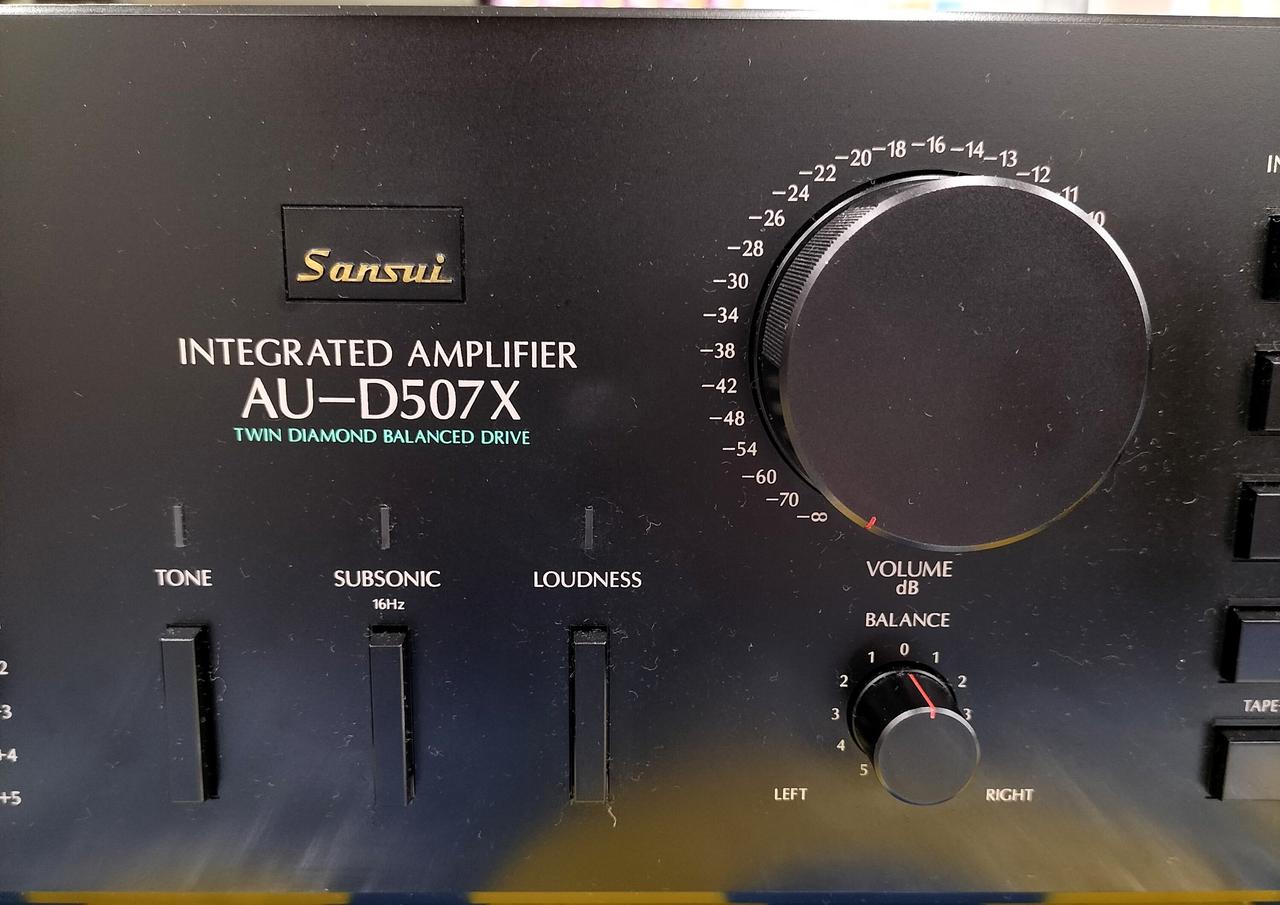 Sansui
INTEGRATED AMPLIFIER
AU-D507X
TWIN DIAMOND BALANCED DRIVE
TONE
SUBSONIC
16Hz
LOUDNESS
2
+3
+4
+5
-∞
-70
-60
-54
-48
-42
-38
-34
-30
-28
-26
-24
-22
-20
-18
-16
-14
-13
-12
11
VOLUME
dB
BALANCE
5
4
3
2
1
0
1
2
3
LEFT
RIGHT
TAPE